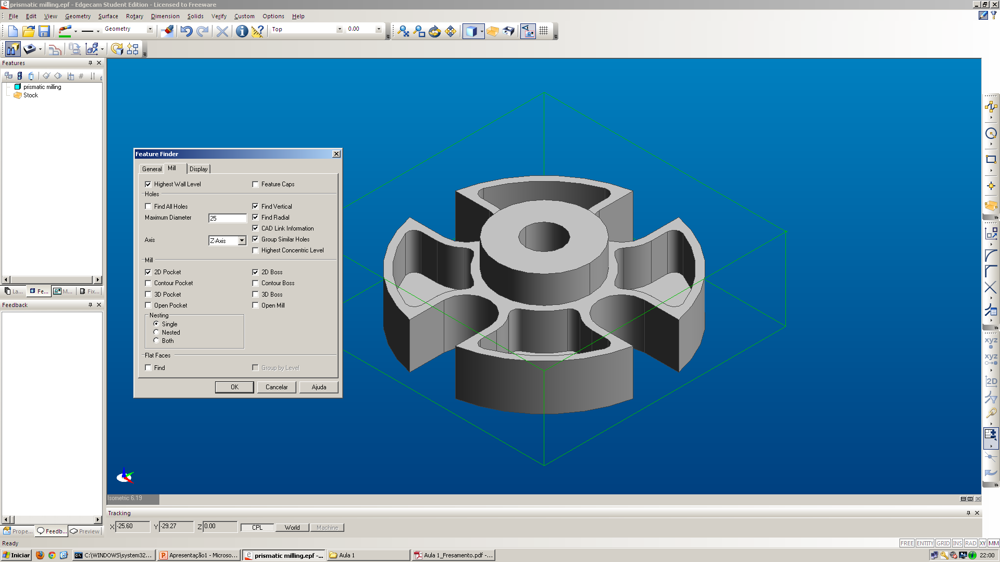 prismatic milling.epf - Edgecam Student Edition - Licensed to Freeware
File Edit View Geometry Surface Rotary Dimension Solids Verify Custom Options Help
Geometry Top 0.00
Features
prismatic milling
Stock
La... Fe... M... Fix...
Feedback
Prope... Feedb... Preview
Feature Finder
General Mill Display
Highest Wall Level Feature Caps
Holes
Find All Holes Find Vertical
Maximum Diameter 25 Find Radial
CAD Link Information
Axis Z-Axis Group Similar Holes
Highest Concentric Level
Mill
2D Pocket 2D Boss
Contour Pocket Contour Boss
3D Pocket 3D Boss
Open Pocket Open Mill
Nesting
Single
Nested
Both
Flat Faces
Find Group by Level
OK Cancelar Ajuda
xyz
xyz
2D
Isometric 6.19
Tracking
X -25.60 Y -29.27 Z 0.00 CPL World Machine
Ready FREE ENTITY GRID INS RAD XY MM
Iniciar C:\WINDOWS\system32... Apresentação1 - Microso... prismatic milling.epf -... Aula 1 Aula 1_Fresamento.pdf -... 22:00